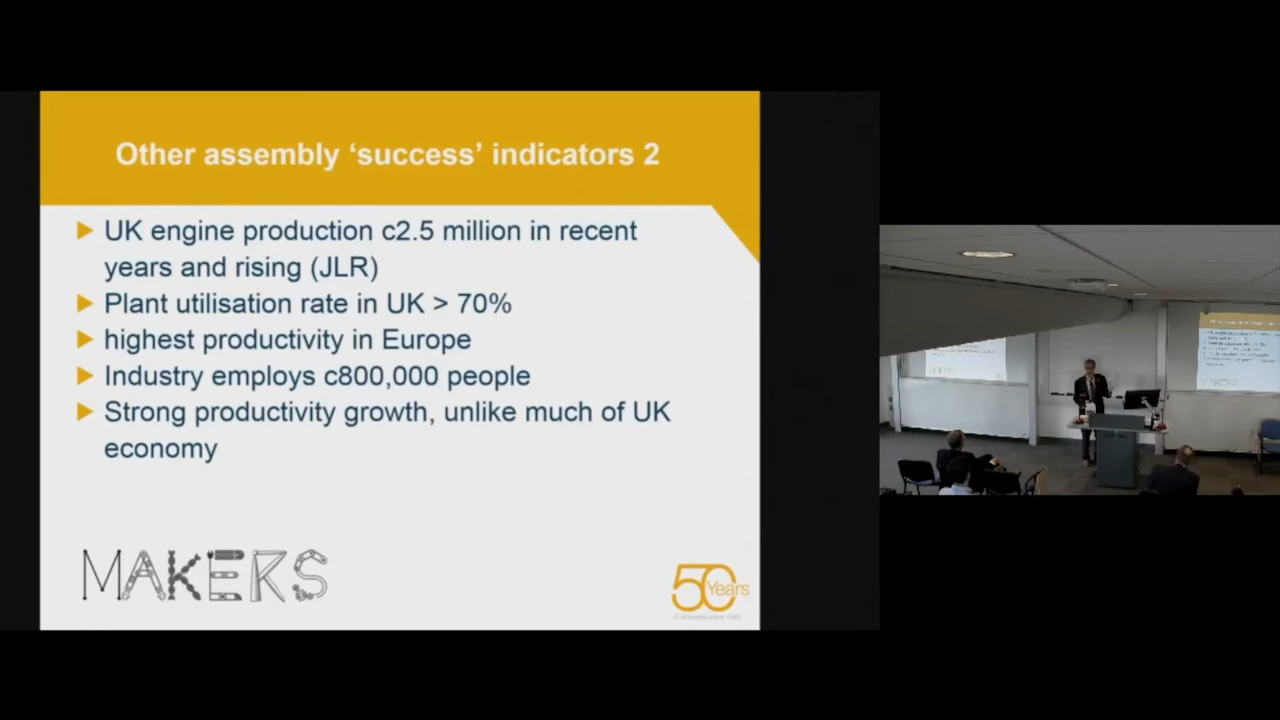 Other assembly ‘success’ indicators 2
UK engine production c2.5 million in recent
years and rising (JLR)
Plant utilisation rate in UK > 70%
highest productivity in Europe
Industry employs c800,000 people
Strong productivity growth, unlike much of UK
economy
MAKERS
50
Years